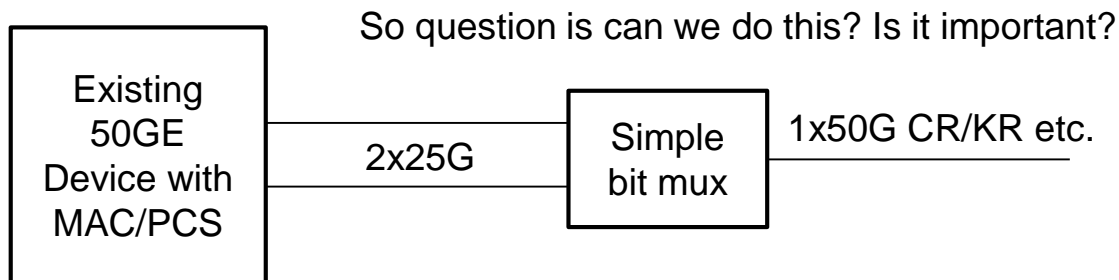 So question is can we do this? Is it important?
Existing
50GE
Device with
MAC/PCS
2x25G
Simple
bit mux
1x50G CR/KR etc.